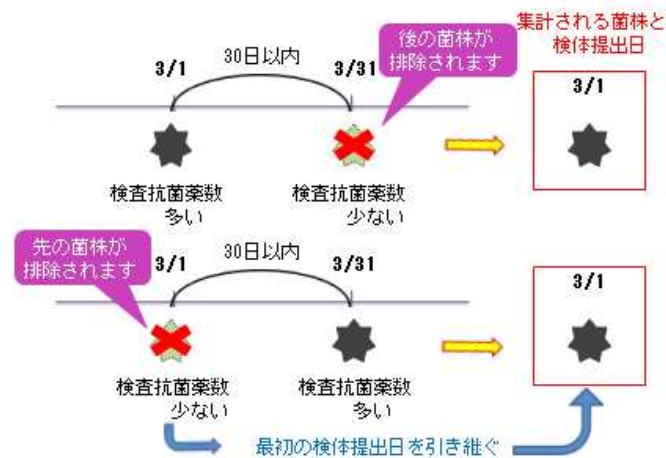 集計される菌株と
検体提出日
後の菌株が
排除されます
3/1
30日以内
3/31
3/1
検査抗菌薬数
多い
検査抗菌薬数
少ない
先の菌株が
排除されます
3/1
30日以内
3/31
3/1
検査抗菌薬数
少ない
検査抗菌薬数
多い
最初の検体提出日を引き継ぐ